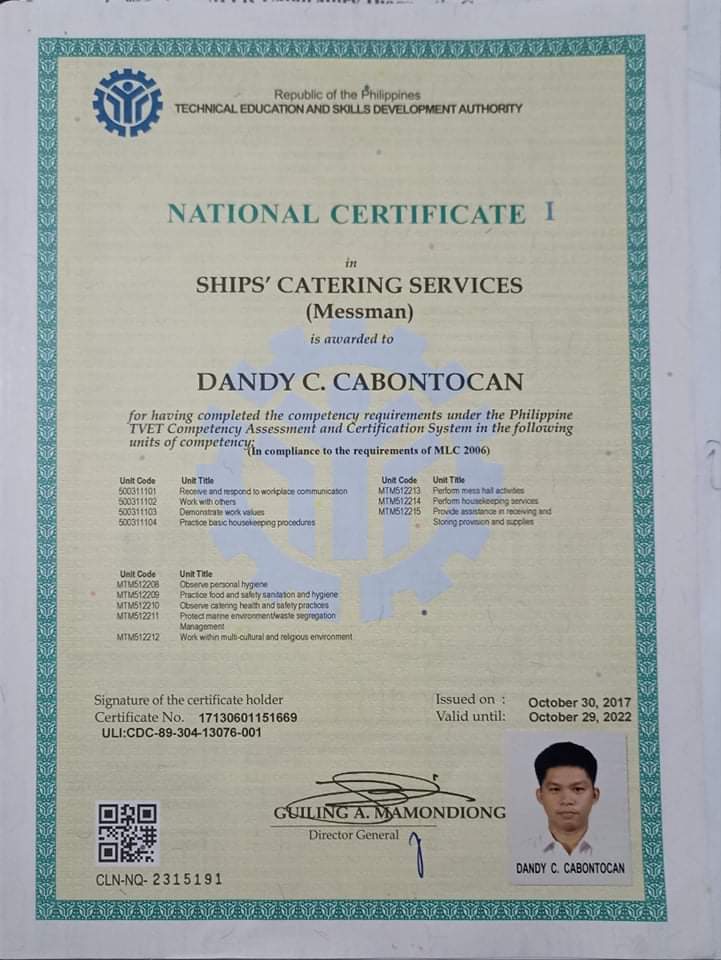 Republic of the Philippines
TECHNICAL EDUCATION AND SKILLS DEVELOPMENT AUTHORITY
NATIONAL CERTIFICATE I
in
SHIPS' CATERING SERVICES
(Messman)
is awarded to
DANDY C. CABONTOCAN
for having completed the competency requirements under the Philippine
TVET Competency Assessment and Certification System in the following
units of competency:
(In compliance to the requirements of MLC 2006)
Unit Code Unit Title
500311101 Receive and respond to workplace communication
500311102 Work with others
500311103 Demonstrate work values
500311104 Practice basic housekeeping procedures
Unit Code Unit Title
MTM512213 Perform mess hall activities
MTM512214 Perform housekeeping services
MTM512215 Provide assistance in receiving and
Storing provision and supplies
Unit Code Unit Title
MTM512208 Observe personal hygiene
MTM512209 Practice food and safety sanitation and hygiene
MTM512210 Observe catering health and safety practices
MTM512211 Protect marine environment/waste segregation
Management
MTM512212 Work within multi-cultural and religious environment
Signature of the certificate holder
Certificate No. 17130601151669
ULI:CDC-89-304-13076-001
Issued on : October 30, 2017
Valid until: October 29, 2022
GUILING A. MAMONDIONG
Director General
DANDY C. CABONTOCAN
CLN-NQ- 2315191